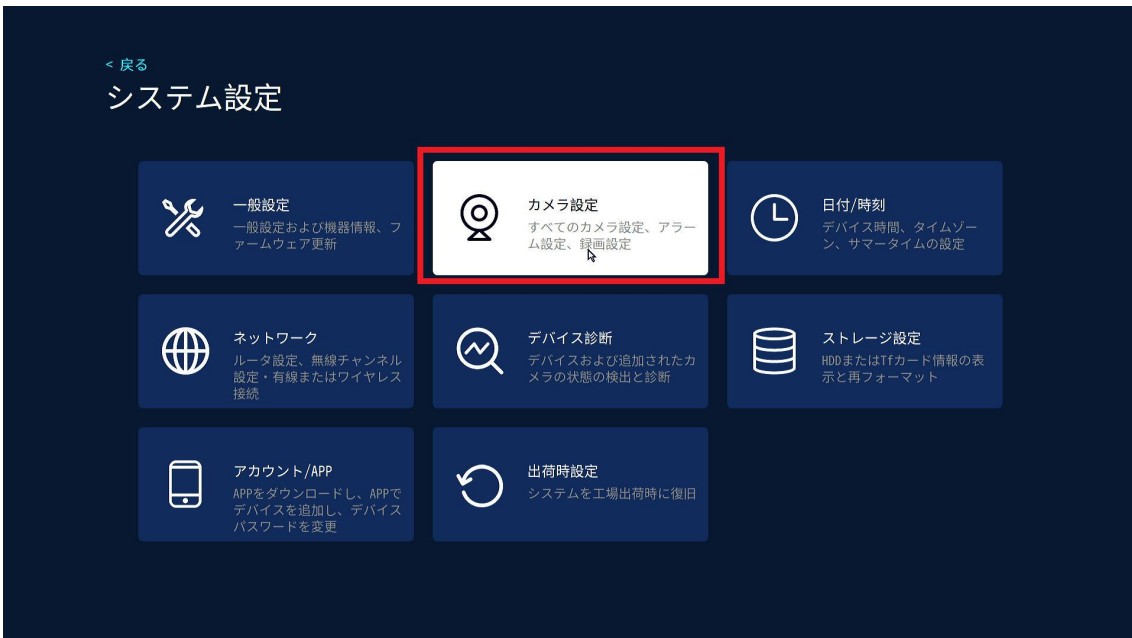 < 戻る
システム設定
一般設定
一般設定および機器情報、フ
ァームウェア更新
カメラ設定
すべてのカメラ設定、アラー
ム設定、録画設定
日付/時刻
デバイス時間、タイムゾー
ン、サマータイムの設定
ネットワーク
ルータ設定、無線チャンネル
設定・有線またはワイヤレス
接続
デバイス診断
デバイスおよび追加されたカ
メラの状態の検出と診断
ストレージ設定
HDDまたはTfカード情報の表
示と再フォーマット
アカウント/APP
APPをダウンロードし、APPで
デバイスを追加し、デバイス
パスワードを変更
出荷時設定
システムを工場出荷時に復旧